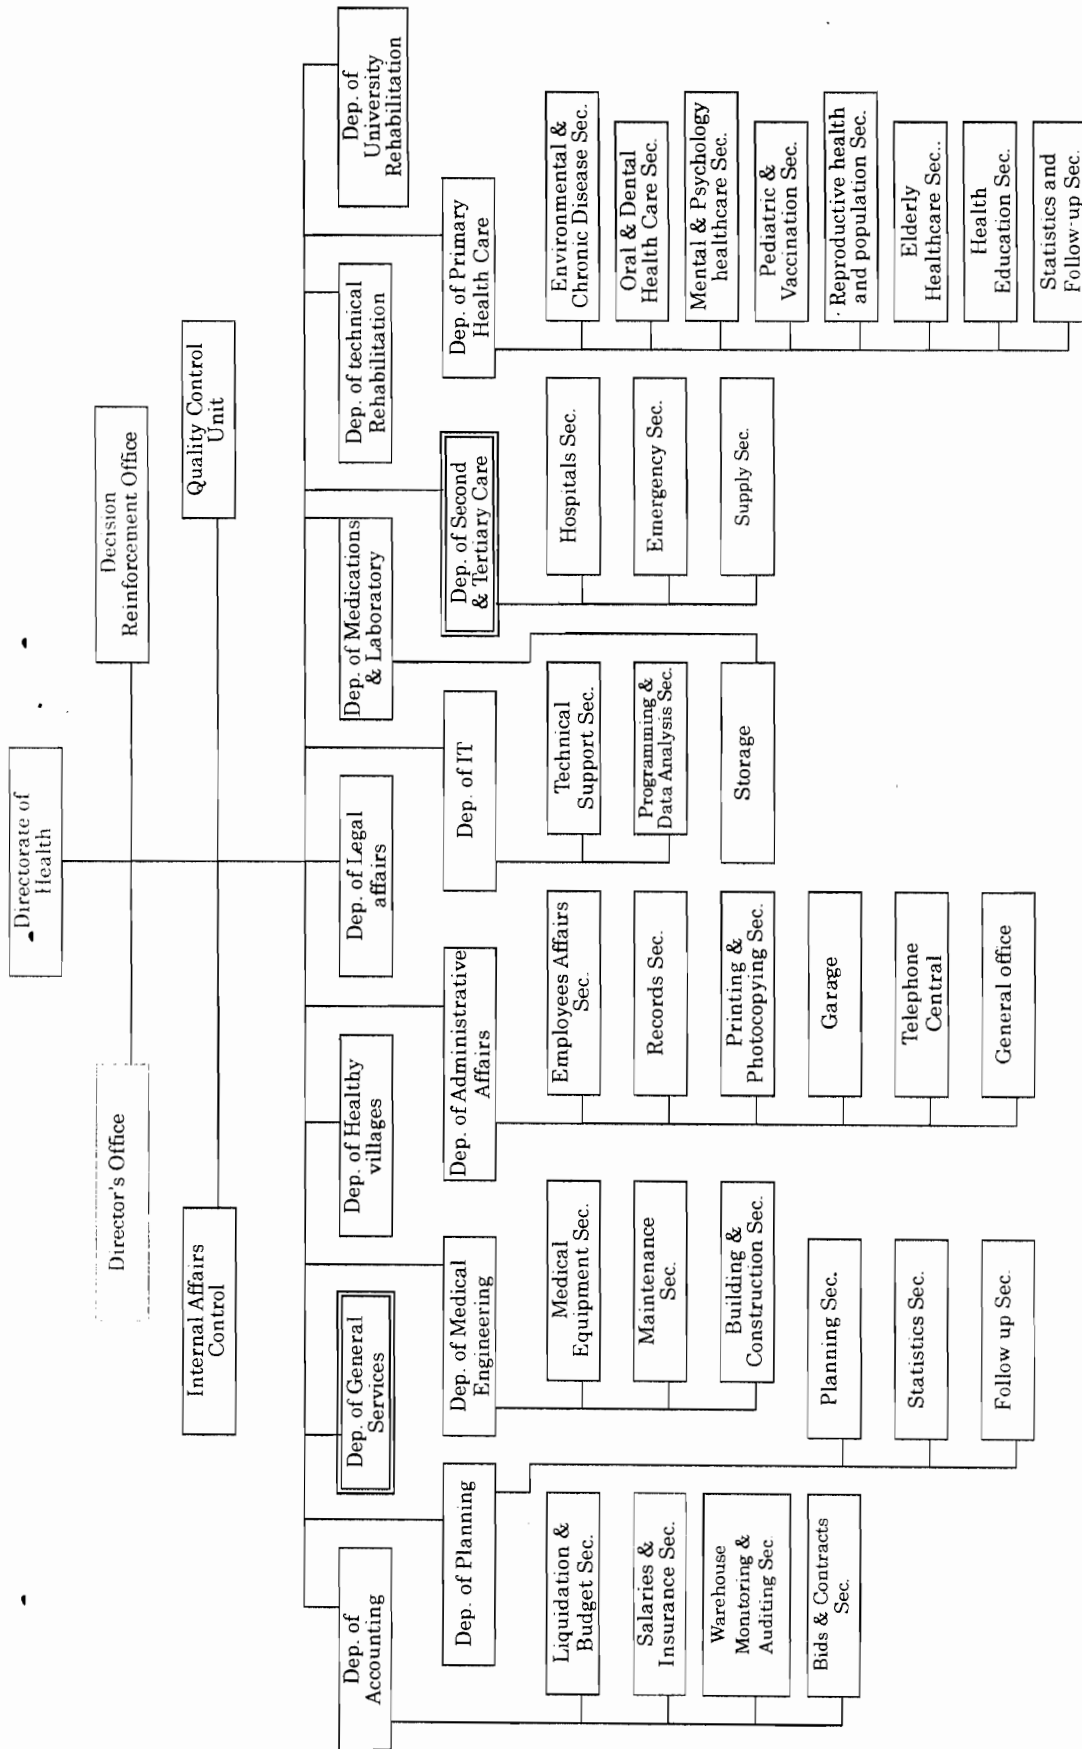 Directorate of
Health
Director's Office
Decision
Reinforcement Office
Internal Affairs
Control
Quality Control
Unit
Dep. of
Accounting
Dep. of General
Services
Dep. of Healthy
villages
Dep. of Legal
affairs
Dep. of Medications
& Laboratory
Dep. of technical
Rehabilitation
Dep. of
University
Rehabilitation
Dep. of Planning
Dep. of Medical
Engineering
Dep. of Administrative
Affairs
Dep. of IT
Dep. of Second
& Tertiary Care
Dep. of Primary
Health Care
Liquidation &
Budget Sec.
Salaries &
Insurance Sec.
Warehouse
Monitoring &
Auditing Sec
Bids & Contracts
Sec.
Planning Sec.
Statistics Sec.
Follow up Sec.
Medical
Equipment Sec.
Maintenance
Sec.
Building &
Construction Sec.
Employees Affairs
Sec.
Records Sec.
Printing &
Photocopying Sec.
Garage
Telephone
Central
General office
Technical
Support Sec.
Programming &
Data Analysis Sec.
Storage
Hospitals Sec.
Emergency Sec.
Supply Sec.
Environmental &
Chronic Disease Sec.
Oral & Dental
Health Care Sec.
Mental & Psychology
healthcare Sec.
Pediatric &
Vaccination Sec.
Reproductive health
and population Sec.
Elderly
Healthcare Sec..
Health
Education Sec.
Statistics and
Follow-up Sec.